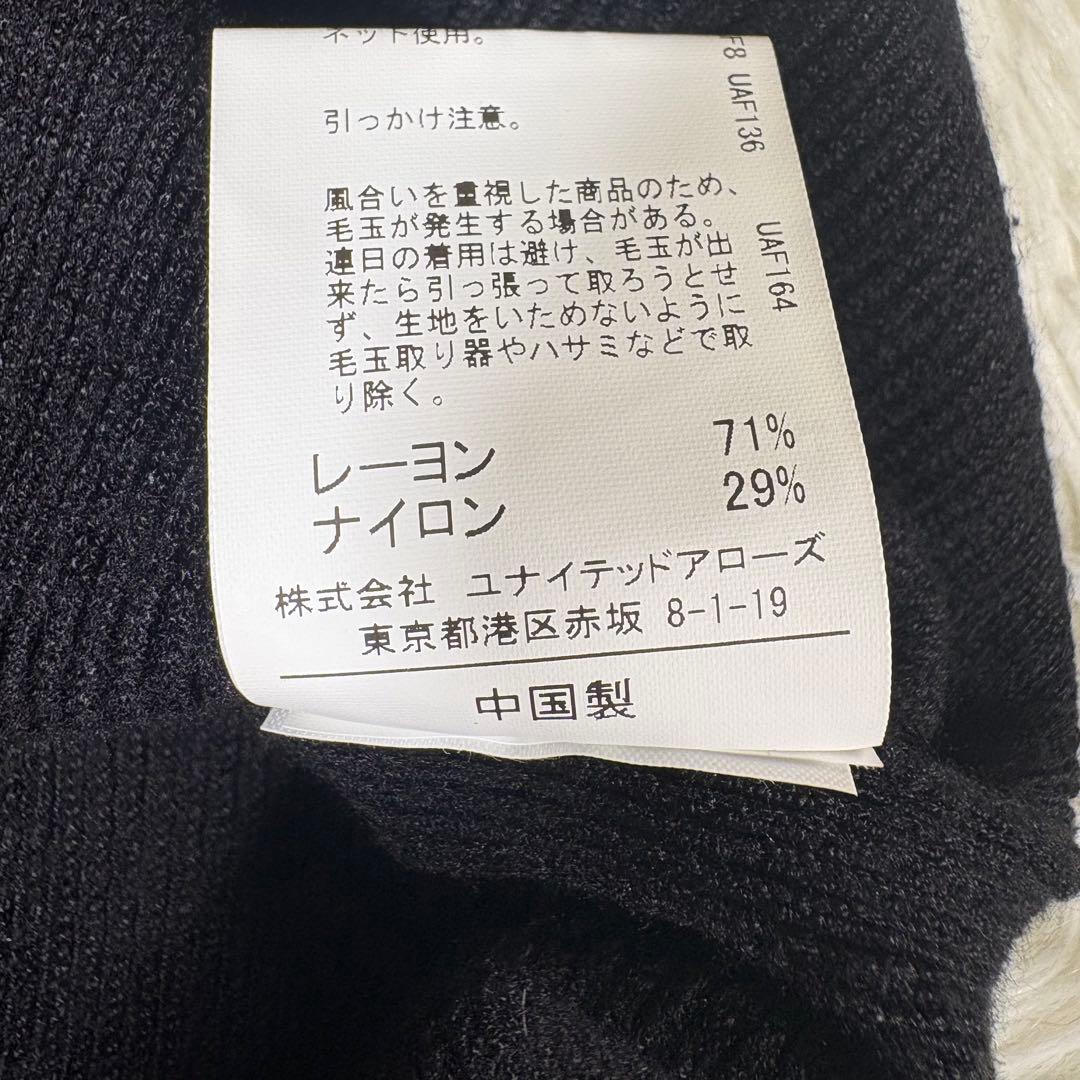 ネット使用。
引っかけ注意。
風合いを重視した商品のため、
毛玉が発生する場合がある。
連日の着用は避け、毛玉が出
来たら引っ張って取ろうとせ
ず、生地をいためないように
毛玉取り器やハサミなどで取
り除く。
レーヨン 71%
ナイロン 29%
株式会社 ユナイテッドアローズ
東京都港区赤坂 8-1-19
中国製
F8 UAF136 UAF164